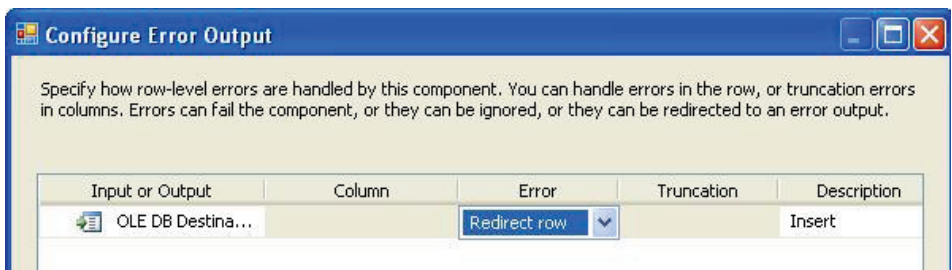 Configure Error Output
Specify how row-level errors are handled by this component. You can handle errors in the row, or truncation errors
in columns. Errors can fail the component, or they can be ignored, or they can be redirected to an error output.
Input or Output Column Error Truncation Description
OLE DB Destina... Redirect row Insert